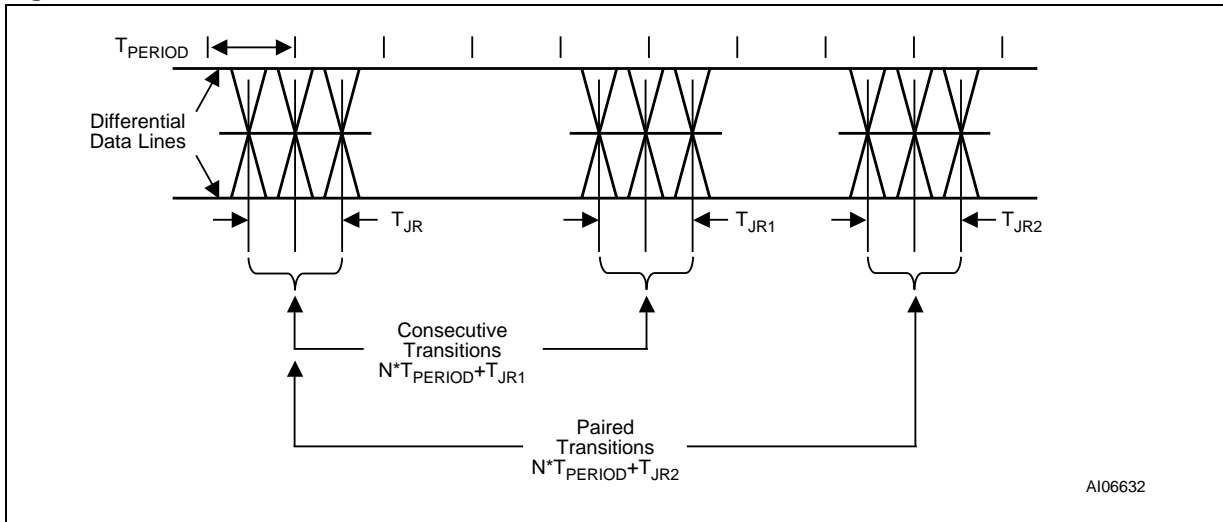 TPERIOD
Differential
Data Lines
TJR
TJR1
TJR2
Consecutive
Transitions
N*TPERIOD+TJR1
Paired
Transitions
N*TPERIOD+TJR2
AI06632